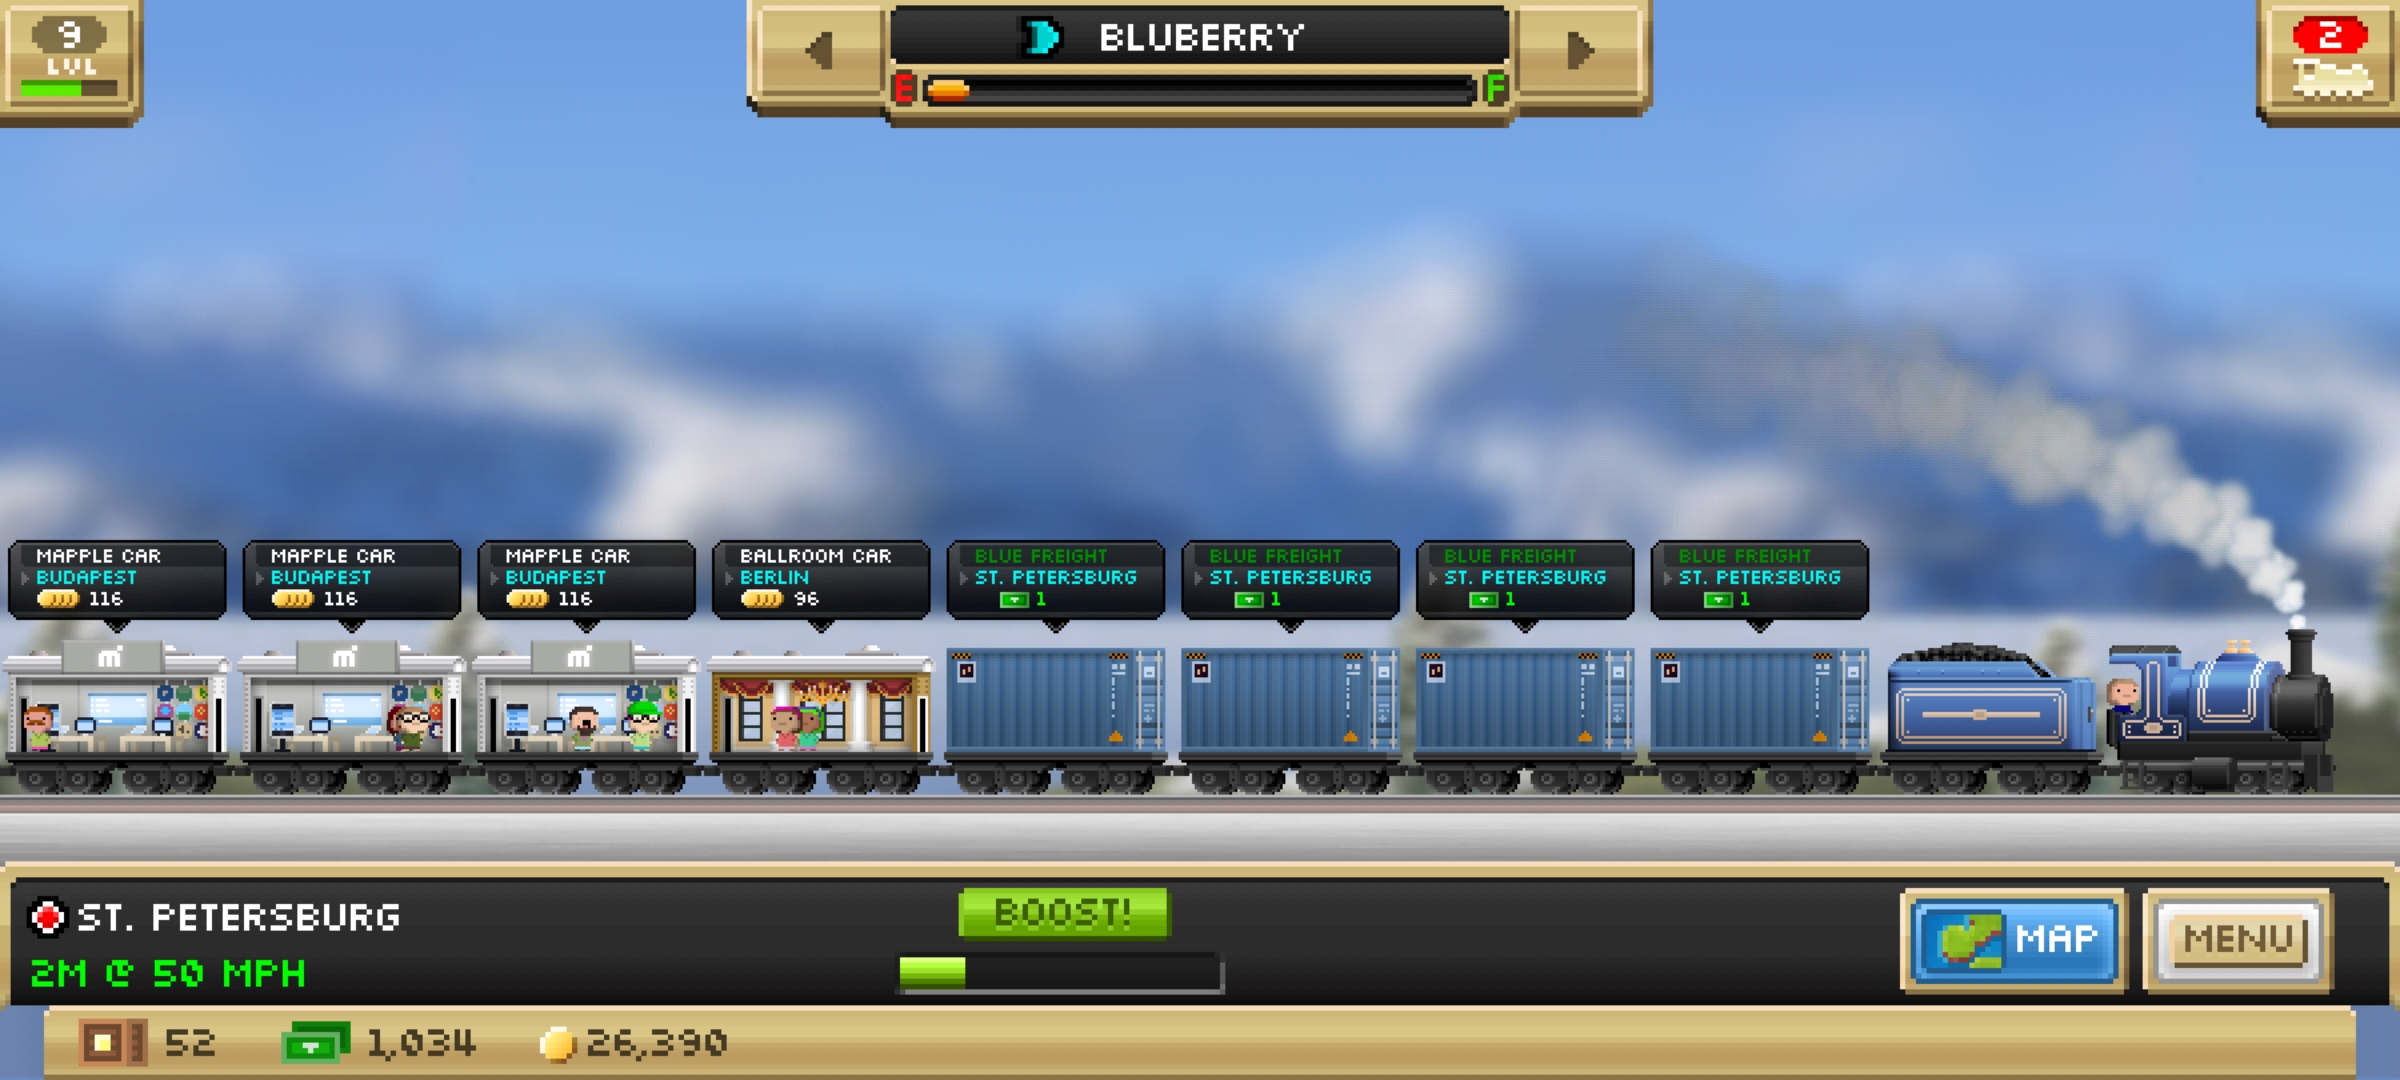 9
LVL
BLUBERRY
E
F
2
MAPPLE CAR
BUDAPEST
116
MAPPLE CAR
BUDAPEST
116
MAPPLE CAR
BUDAPEST
116
BALLROOM CAR
BERLIN
96
BLUE FREIGHT
ST. PETERSBURG
1
BLUE FREIGHT
ST. PETERSBURG
1
BLUE FREIGHT
ST. PETERSBURG
1
BLUE FREIGHT
ST. PETERSBURG
1
m
m
m
ST. PETERSBURG
2M @ 50 MPH
BOOST!
MAP
MENU
52
1,034
26,390